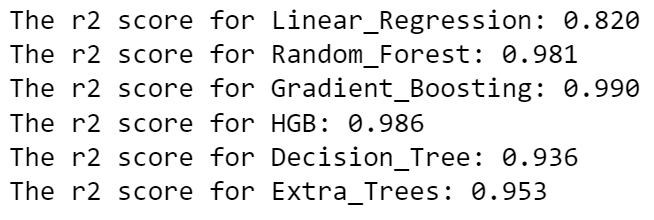 The r2 score for Linear_Regression: 0.820
The r2 score for Random_Forest: 0.981
The r2 score for Gradient_Boosting: 0.990
The r2 score for HGB: 0.986
The r2 score for Decision_Tree: 0.936
The r2 score for Extra_Trees: 0.953